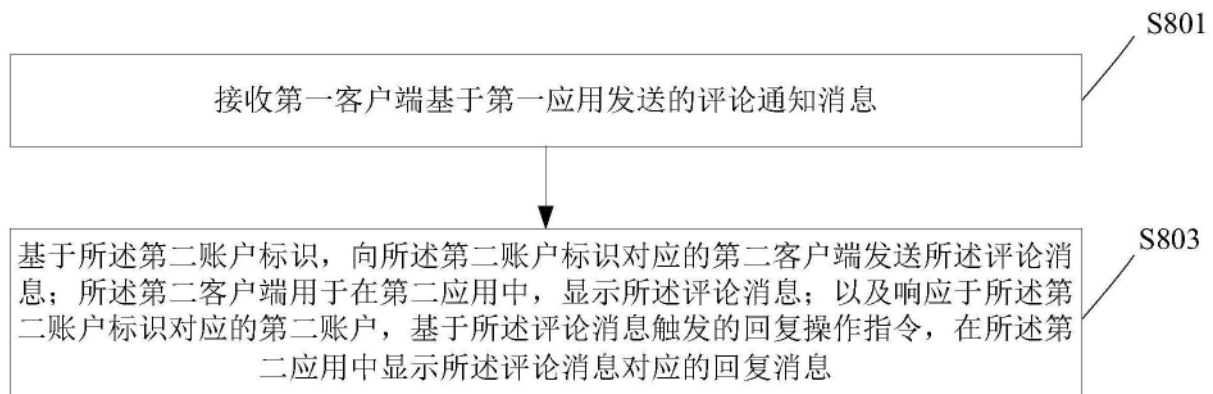 S801
接收第一客户端基于第一应用发送的评论通知消息
S803
基于所述第二账户标识，向所述第二账户标识对应的第二客户端发送所述评论消
息；所述第二客户端用于在第二应用中，显示所述评论消息；以及响应于所述第
二账户标识对应的第二账户，基于所述评论消息触发的回复操作指令，在所述第
二应用中显示所述评论消息对应的回复消息